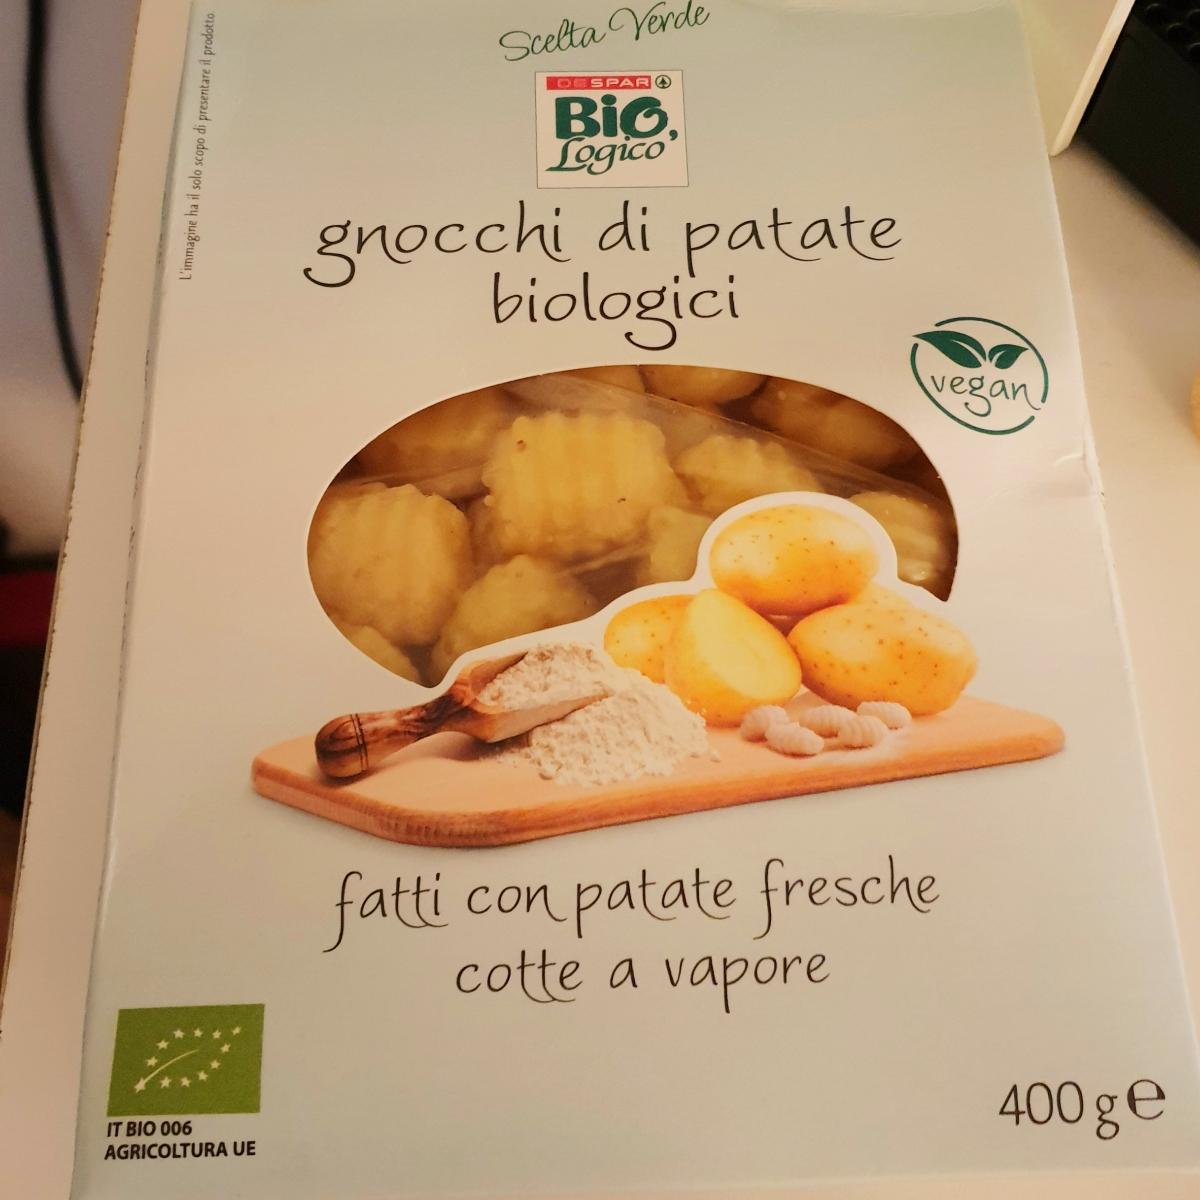 Scelta Verde
DESPAR
BiO,
Logico
gnocchi di patate
biologici
vegan
fatti con patate fresche
cotte a vapore
IT BIO 006
AGRICOLTURA UE
400 g e
L'immagine ha il solo scopo di presentare il prodotto.